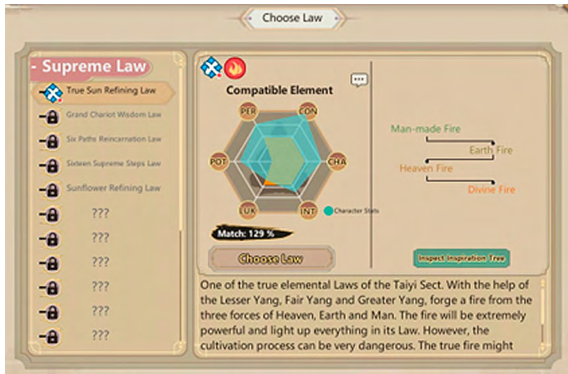 Choose Law
- Supreme Law
True Sun Refining Law
Grand Chariot Wisdom Law
Six Paths Reincarnation Law
Sixteen Supreme Steps Law
Sunflower Refining Law
???
???
???
???
???
???
Compatible Element
PER
CON
POT
CHA
LUK
INT
Character Stats
Match: 129 %
Choose Law
Man-made Fire
Earth Fire
Heaven Fire
Divine Fire
Inspect Inspiration Tree
One of the true elemental Laws of the Taiyi Sect. With the help of
the Lesser Yang, Fair Yang and Greater Yang, forge a fire from the
three forces of Heaven, Earth and Man. The fire will be extremely
powerful and light up everything in its Law. However, the
cultivation process can be very dangerous. The true fire might